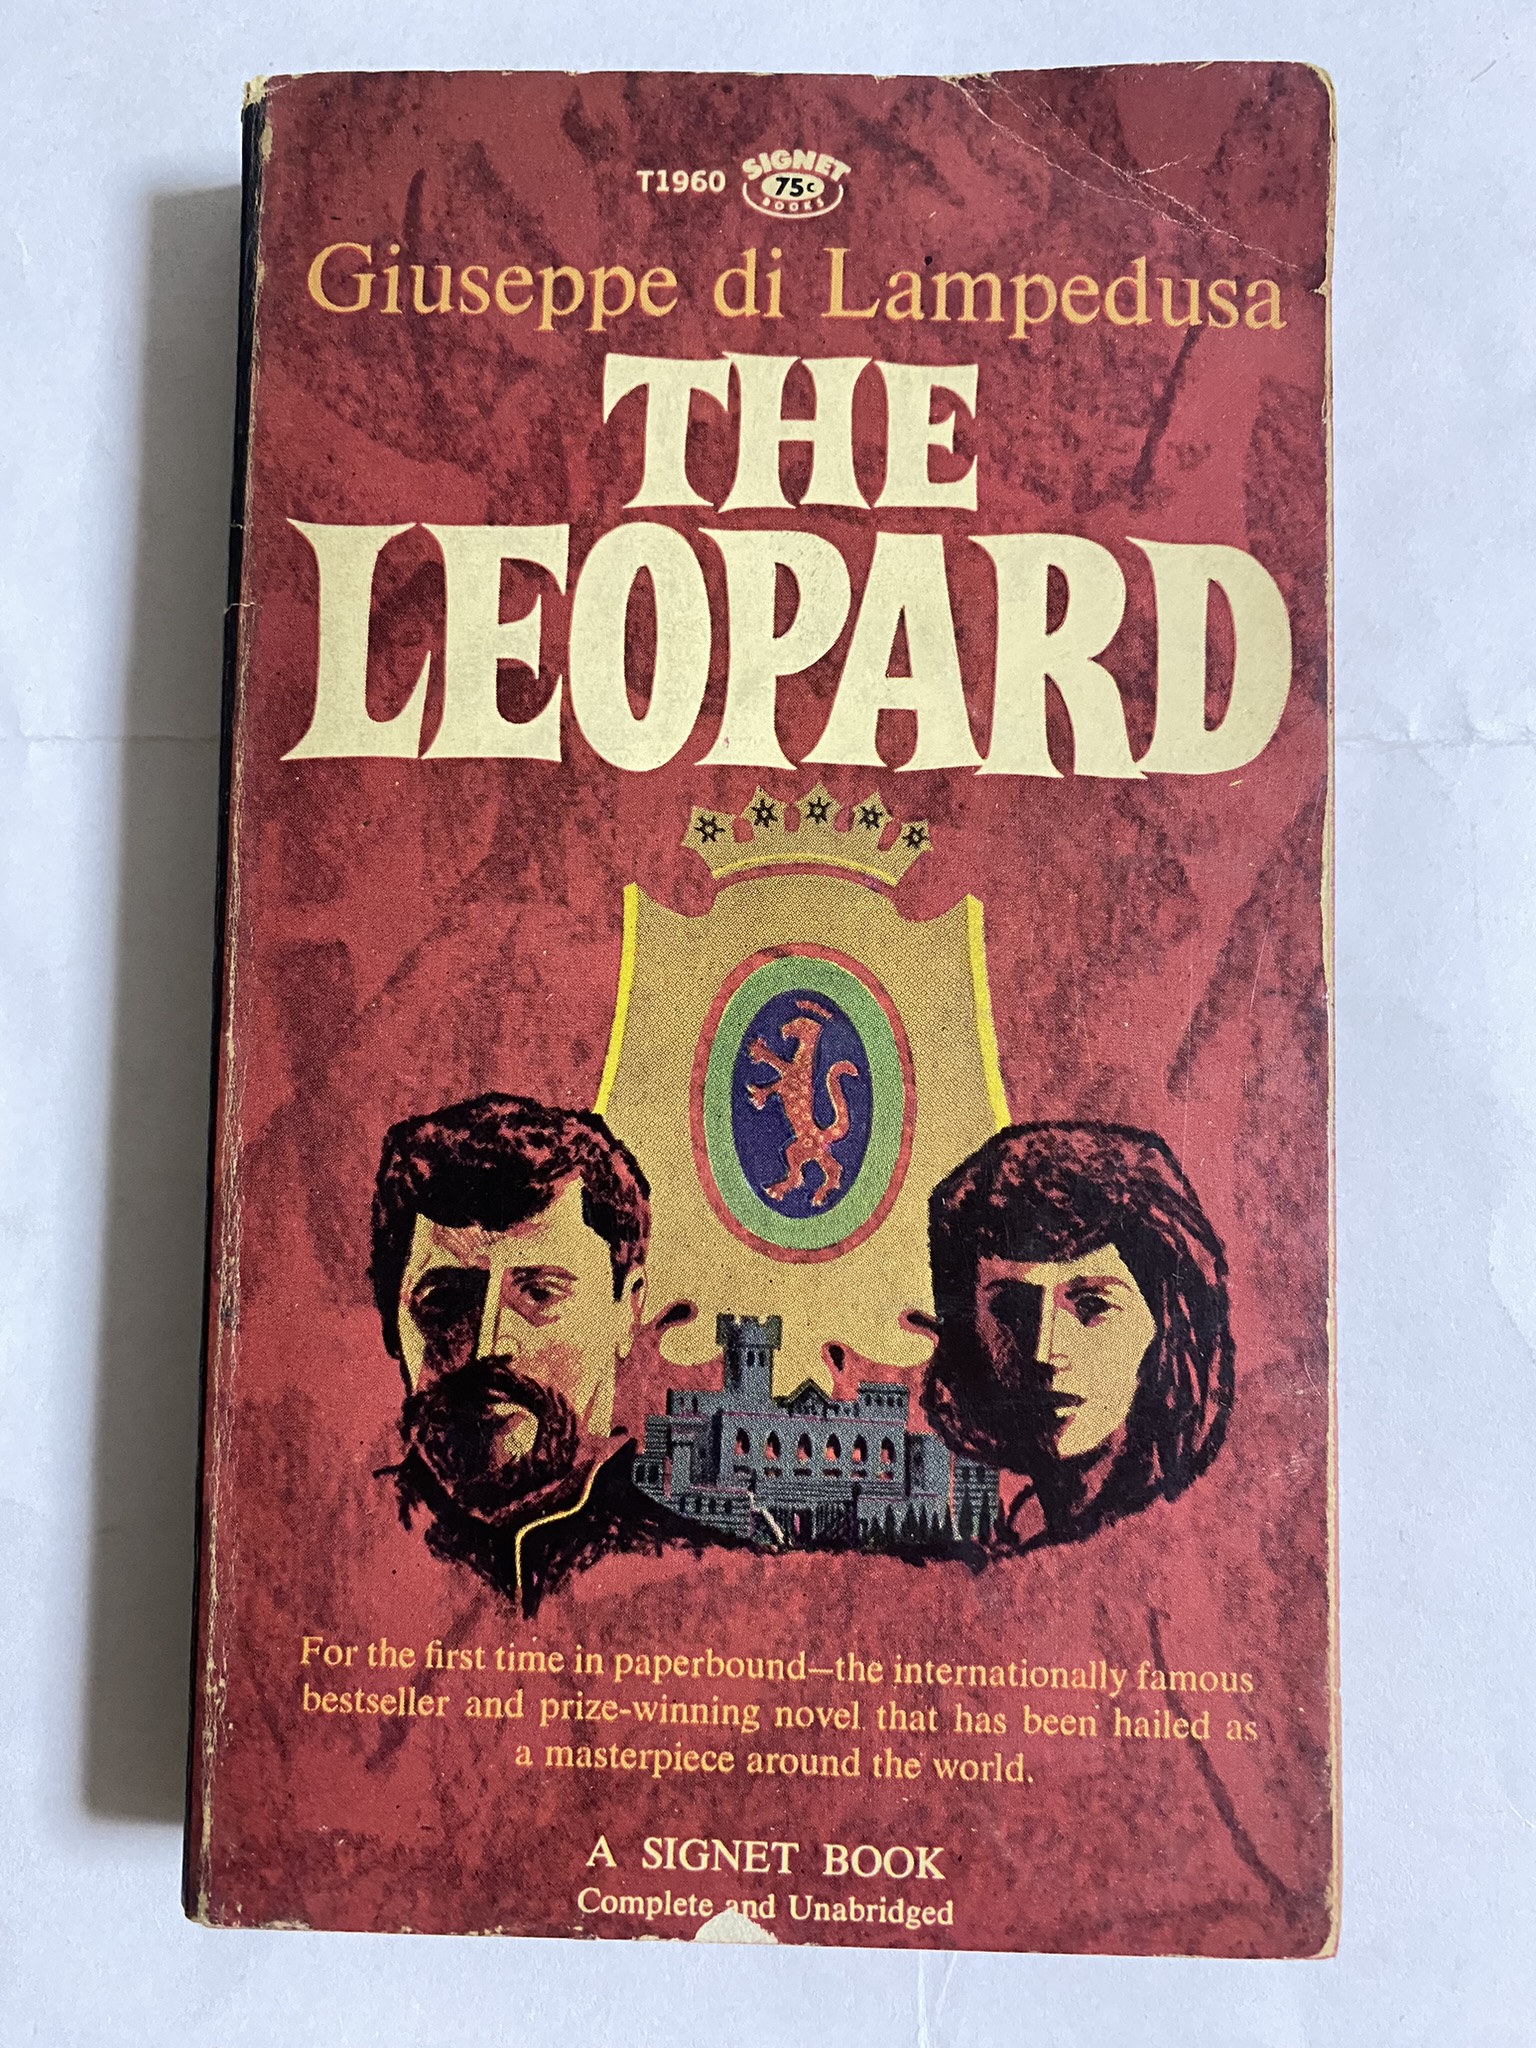 T1960 SIGNET
75c
BOOKS
Giuseppe di Lampedusa
THE
LEOPARD
For the first time in paperbound—the internationally famous
bestseller and prize-winning novel that has been hailed as
a masterpiece around the world.
A SIGNET BOOK
Complete and Unabridged